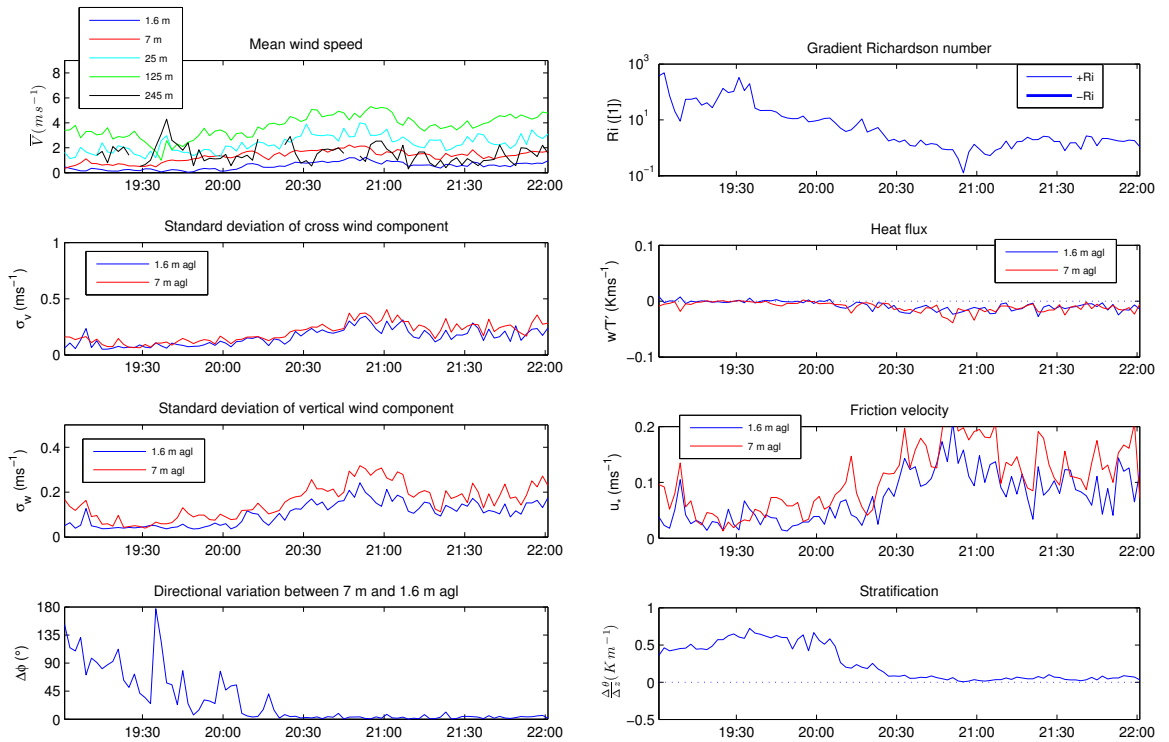 Mean wind speed
1.6 m
7 m
25 m
125 m
245 m
V̅(ms⁻¹)
8
6
4
2
0
19:30 20:00 20:30 21:00 21:30 22:00
Gradient Richardson number
+Ri
−Ri
Ri ([1]
10³
10¹
10⁻¹
19:30 20:00 20:30 21:00 21:30 22:00
Standard deviation of cross wind component
1.6 m agl
7 m agl
σᵥ (ms⁻¹)
1
0.5
0
19:30 20:00 20:30 21:00 21:30 22:00
Heat flux
1.6 m agl
7 m agl
w′T′ (Kms⁻¹)
0.1
0
−0.1
19:30 20:00 20:30 21:00 21:30 22:00
Standard deviation of vertical wind component
1.6 m agl
7 m agl
σ_w (ms⁻¹)
0.4
0.2
0
19:30 20:00 20:30 21:00 21:30 22:00
Friction velocity
1.6 m agl
7 m agl
u* (ms⁻¹)
0.2
0.1
0
19:30 20:00 20:30 21:00 21:30 22:00
Directional variation between 7 m and 1.6 m agl
Δϕ (°)
180
135
90
45
0
19:30 20:00 20:30 21:00 21:30 22:00
Stratification
Δθ/Δz(K m⁻¹)
1
0.5
0
−0.5
19:30 20:00 20:30 21:00 21:30 22:00